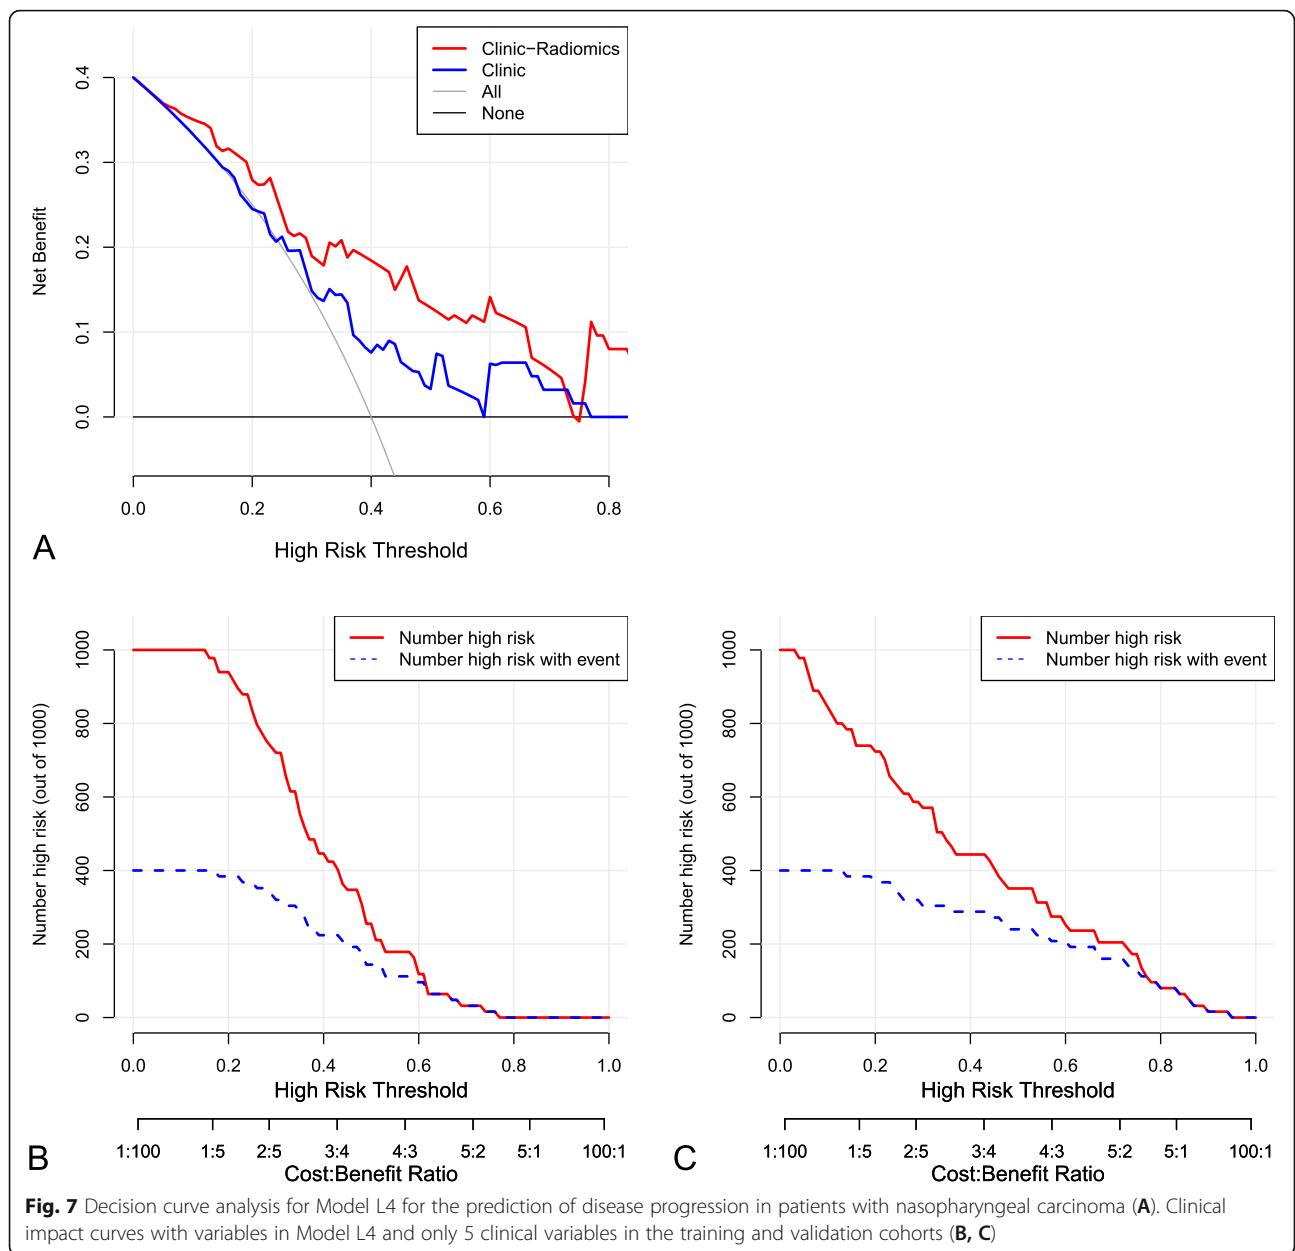 Clinic−Radiomics
Clinic
All
None
Net Benefit
0.4
0.3
0.2
0.1
0.0
0.0 0.2 0.4 0.6 0.8
High Risk Threshold
A
Number high risk
Number high risk with event
Number high risk (out of 1000)
1000
800
600
400
200
0
0.0 0.2 0.4 0.6 0.8 1.0
High Risk Threshold
1:100 1:5 2:5 3:4 4:3 5:2 5:1 100:1
Cost:Benefit Ratio
B
Number high risk
Number high risk with event
Number high risk (out of 1000)
1000
800
600
400
200
0
0.0 0.2 0.4 0.6 0.8 1.0
High Risk Threshold
1:100 1:5 2:5 3:4 4:3 5:2 5:1 100:1
Cost:Benefit Ratio
C
Fig. 7 Decision curve analysis for Model L4 for the prediction of disease progression in patients with nasopharyngeal carcinoma (A). Clinical
impact curves with variables in Model L4 and only 5 clinical variables in the training and validation cohorts (B, C)